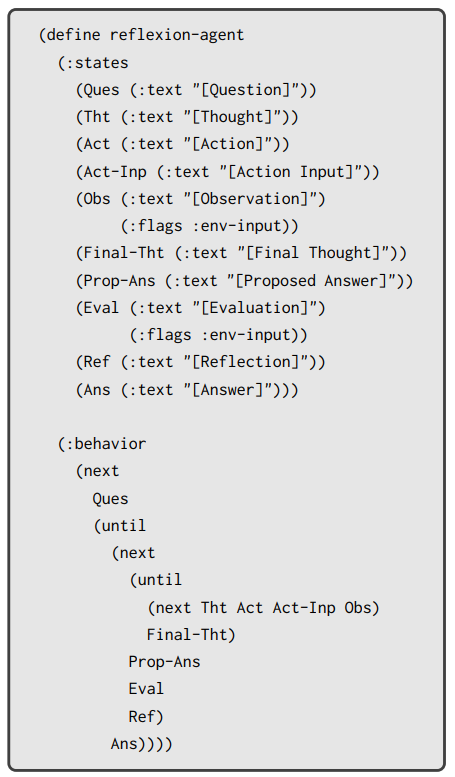 (define reflexion-agent
  (:states
    (Ques (:text "[Question]"))
    (Tht (:text "[Thought]"))
    (Act (:text "[Action]"))
    (Act-Inp (:text "[Action Input]"))
    (Obs (:text "[Observation]")
         (:flags :env-input))
    (Final-Tht (:text "[Final Thought]"))
    (Prop-Ans (:text "[Proposed Answer]"))
    (Eval (:text "[Evaluation]")
          (:flags :env-input))
    (Ref (:text "[Reflection]"))
    (Ans (:text "[Answer]")))

  (:behavior
    (next
      Ques
      (until
        (next
          (until
            (next Tht Act Act-Inp Obs)
            Final-Tht)
          Prop-Ans
          Eval
          Ref)
        Ans))))